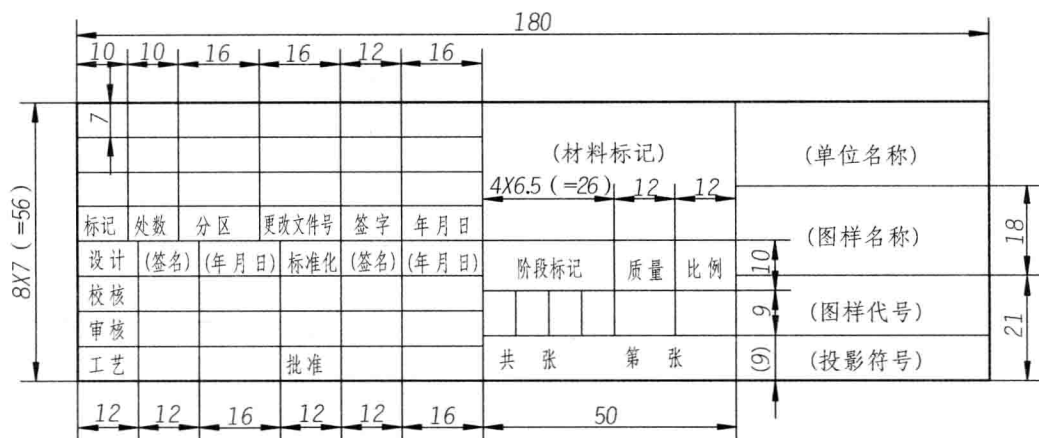 180
10 10 16 16 12 16
7
(材料标记) (单位名称)
4X6.5(=26) 12 12
8X7(=56)
标记 处数 分区 更改文件号 签字 年月日
(图样名称) 18
设计 (签名) (年月日) 标准化 (签名) (年月日) 阶段标记 质量 比例 10
校核
9 (图样代号) 21
审核
工艺 批准 共 张 第 张 (9) (投影符号)
12 12 16 12 12 16 50